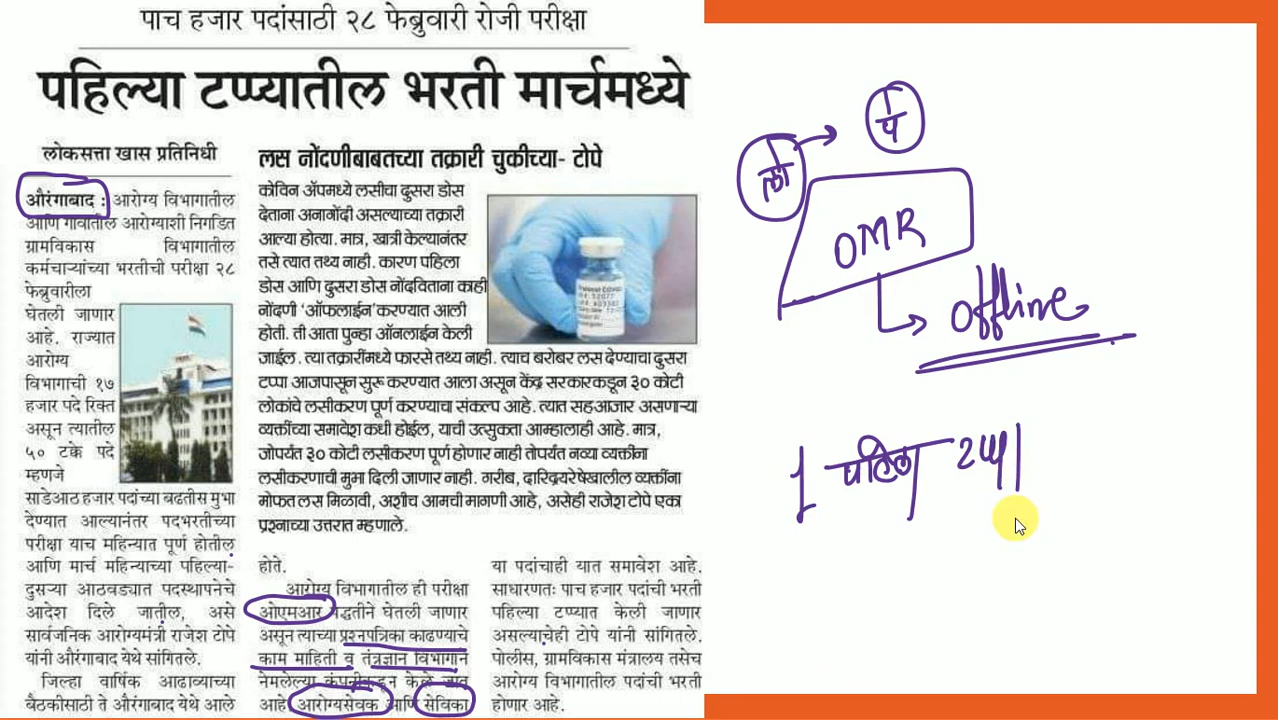 पाच हजार पदांसाठी २८ फेब्रुवारी रोजी परीक्षा
पहिल्या टप्प्यातील भरती मार्चमध्ये
लोकसत्ता खास प्रतिनिधी
औरंगाबाद : आरोग्य विभागातील
आणि गावातील आरोग्याशी निगडित
ग्रामविकास विभागातील
कर्मचाऱ्यांच्या भरतीची परीक्षा २८
फेब्रुवारीला
घेतली जाणार
आहे. राज्यात
आरोग्य
विभागाची १७
हजार पदे रिक्त
असून त्यातील
५० टक्के पदे
म्हणजे
साडेआठ हजार पदांच्या बढतीस मुभा
देण्यात आल्यानंतर पदभरतीच्या
परीक्षा याच महिन्यात पूर्ण होतील
आणि मार्च महिन्याच्या पहिल्या-
दुसऱ्या आठवड्यात पदस्थापनेचे
आदेश दिले जातील, असे
सार्वजनिक आरोग्यमंत्री राजेश टोपे
यांनी औरंगाबाद येथे सांगितले.
जिल्हा वार्षिक आढाव्याच्या
बैठकीसाठी ते औरंगाबाद येथे आले
लस नोंदणीबाबतच्या तक्रारी चुकीच्या- टोपे
कोविन ॲपमध्ये लसीचा दुसरा डोस
देताना अनागोंदी असल्याच्या तक्रारी
आल्या होत्या. मात्र, खात्री केल्यानंतर
तसे त्यात तथ्य नाही. कारण पहिला
डोस आणि दुसरा डोस नोंदविताना काही
नोंदणी ‘ऑफलाईन’ करण्यात आली
होती. ती आता पुन्हा ऑनलाईन केली
जाईल. त्या तक्रारींमध्ये फारसे तथ्य नाही. त्याच बरोबर लस देण्याचा दुसरा
टप्पा आजपासून सुरू करण्यात आला असून केंद्र सरकारकडून ३० कोटी
लोकांचे लसीकरण पूर्ण करण्याचा संकल्प आहे. त्यात सहआजार असणाऱ्या
व्यक्तींच्या समावेश कधी होईल, याची उत्सुकता आम्हालाही आहे. मात्र,
जोपर्यंत ३० कोटी लसीकरण पूर्ण होणार नाही तोपर्यंत नव्या व्यक्तींना
लसीकरणाची मुभा दिली जाणार नाही. गरीब, दारिद्र्यरेषेखालील व्यक्तींना
मोफत लस मिळावी, अशीच आमची मागणी आहे, असेही राजेश टोपे एका
प्रश्नाच्या उत्तरात म्हणाले.
होते.
आरोग्य विभागातील ही परीक्षा
ओएमआर पद्धतीने घेतली जाणार
असून त्याच्या प्रश्नपत्रिका काढण्याचे
काम माहिती व तंत्रज्ञान विभागाने
नेमलेल्या कंपनीकडून केले जात
आहे. आरोग्यसेवक आणि सेविका
या पदांचाही यात समावेश आहे.
साधारणतः पाच हजार पदांची भरती
पहिल्या टप्प्यात केली जाणार
असल्याचेही टोपे यांनी सांगितले.
पोलीस, ग्रामविकास मंत्रालय तसेच
आरोग्य विभागातील पदांची भरती
होणार आहे.
OMR
offline
पहिला टप्पा